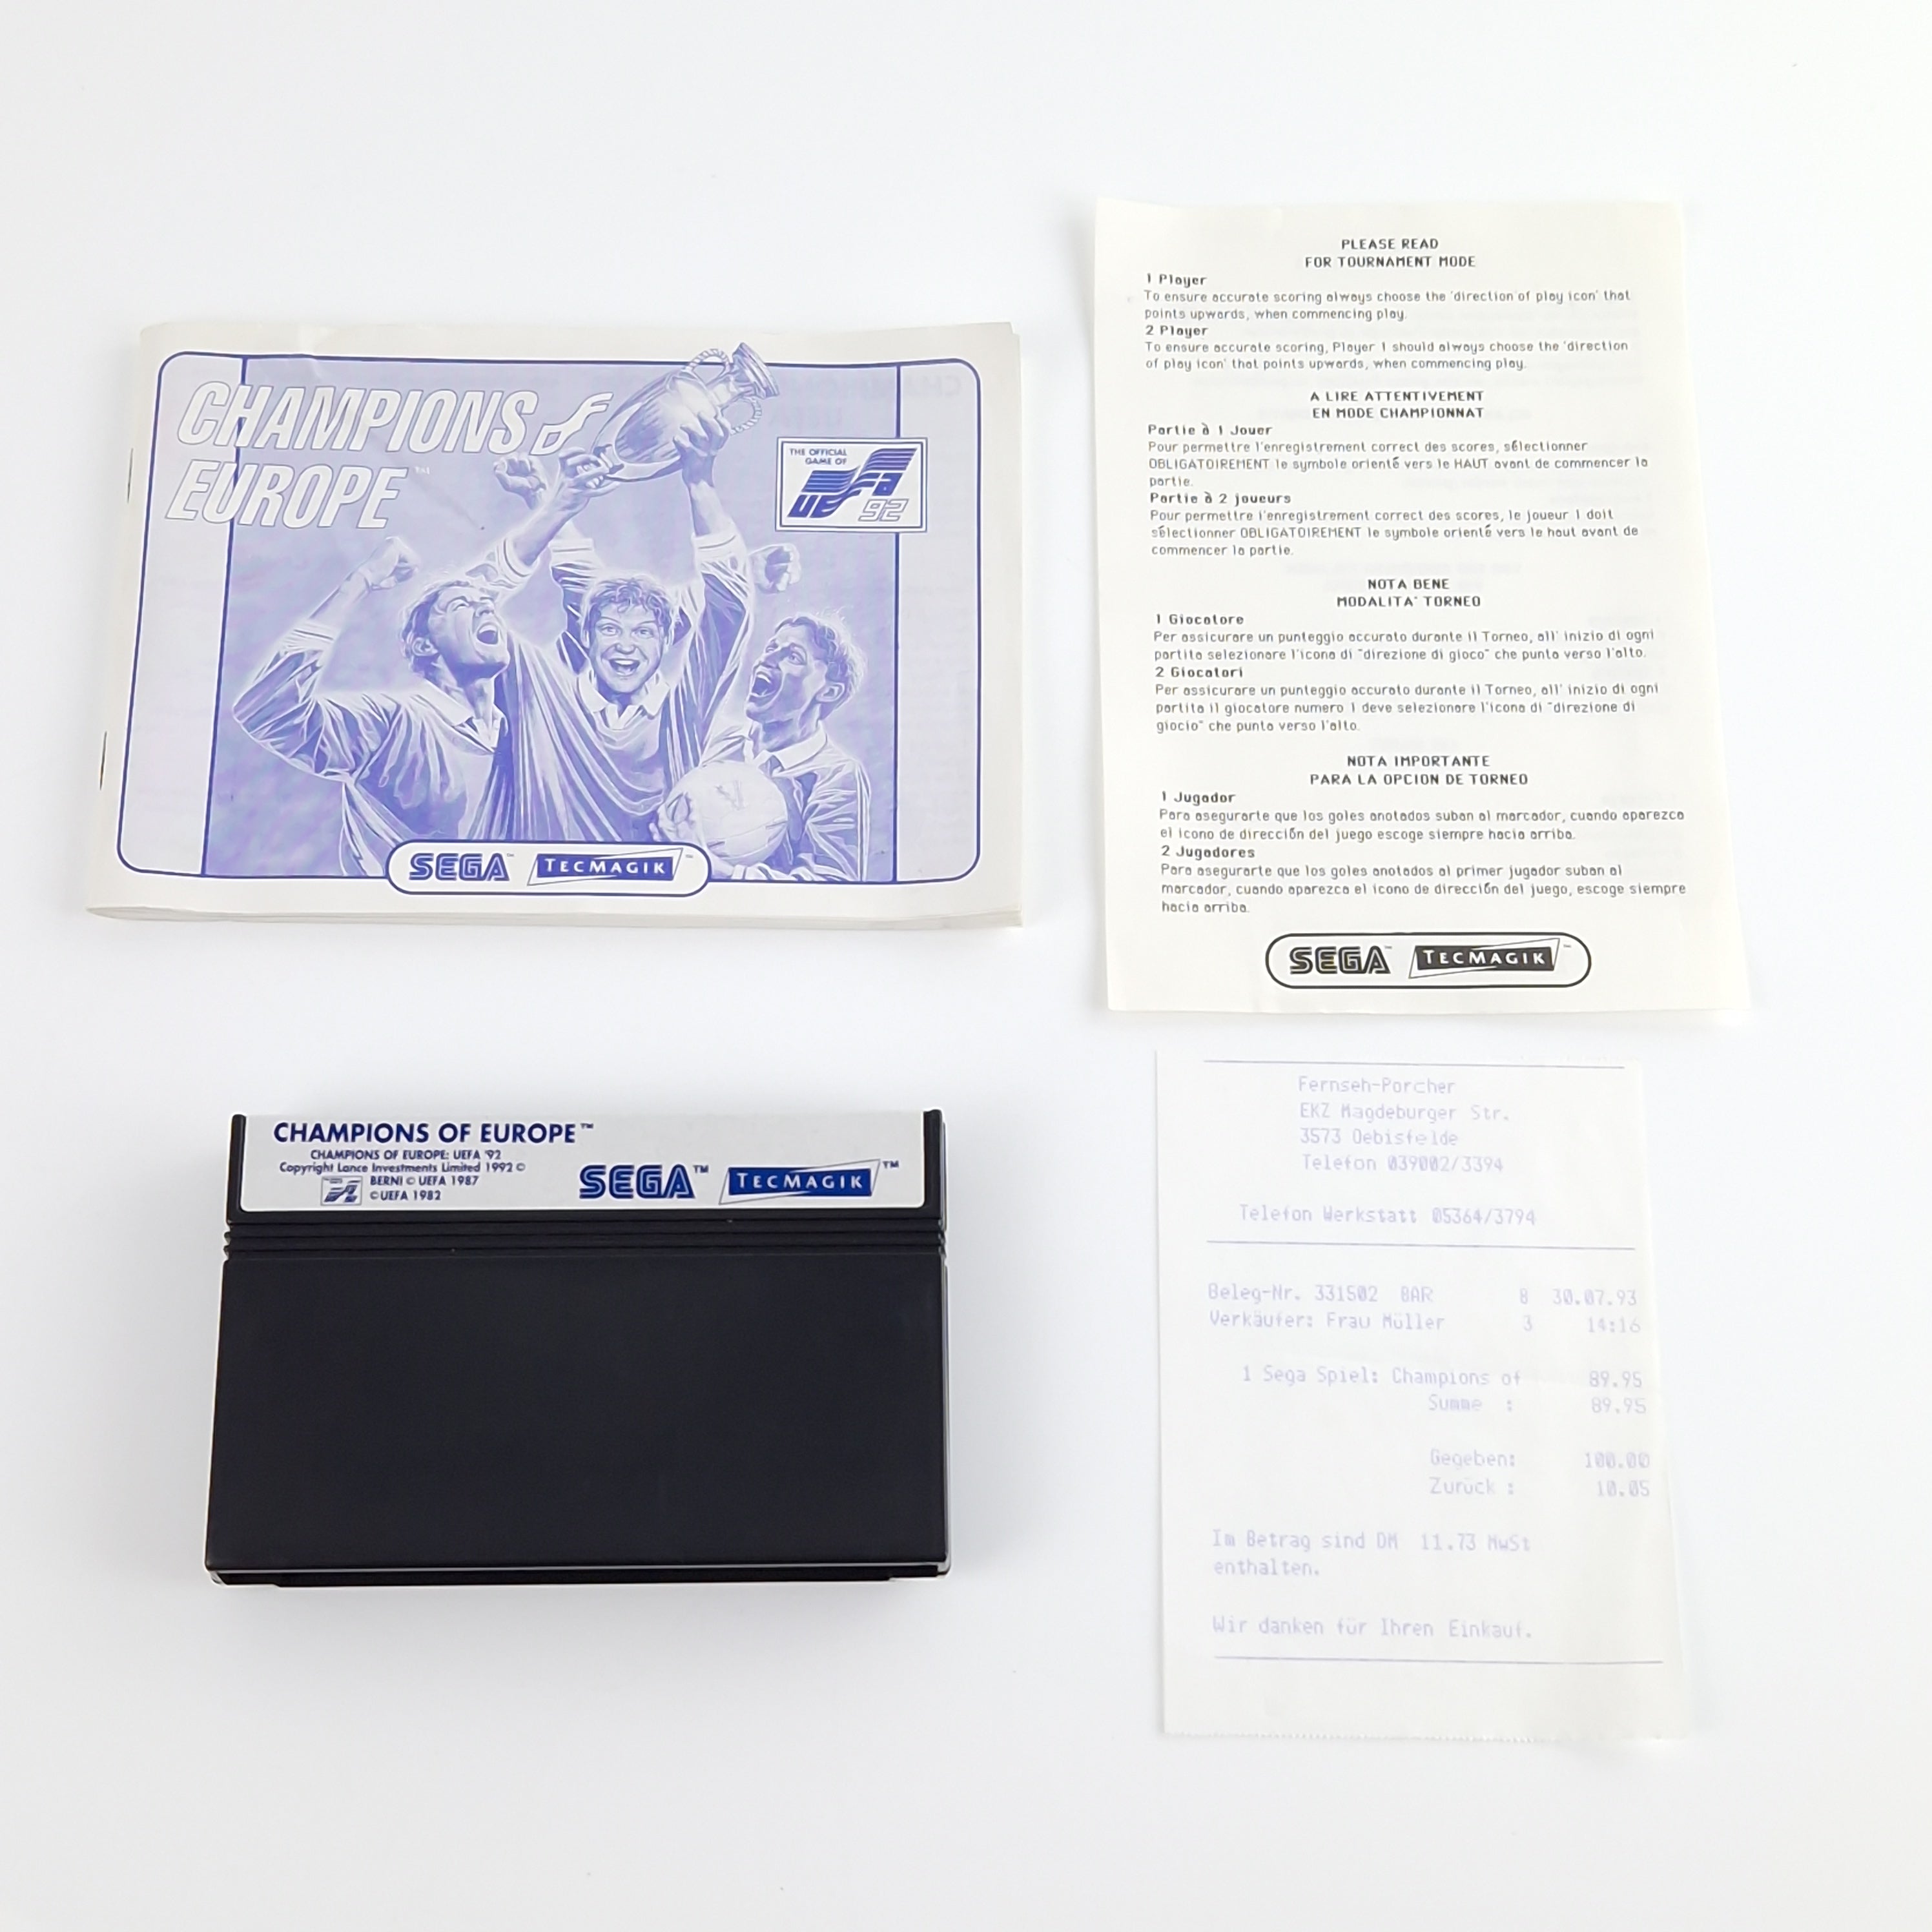 CHAMPIONS OF
EUROPE™
THE OFFICIAL
GAME OF
UEFA
92
SEGA™ TECMAGIK™
PLEASE READ
FOR TOURNAMENT MODE
1 Player
To ensure accurate scoring always choose the 'direction of play icon' that
points upwards, when commencing play.
2 Player
To ensure accurate scoring, Player 1 should always choose the 'direction
of play icon' that points upwards, when commencing play.
A LIRE ATTENTIVEMENT
EN MODE CHAMPIONNAT
Partie à 1 Jouer
Pour permettre l'enregistrement correct des scores, sélectionner
OBLIGATOIREMENT le symbole orienté vers le HAUT avant de commencer la
partie.
Partie à 2 joueurs
Pour permettre l'enregistrement correct des scores, le joueur 1 doit
sélectionner OBLIGATOIREMENT le symbole orienté vers le haut avant de
commencer la partie.
NOTA BENE
MODALITA' TORNEO
1 Giocatore
Per assicurare un punteggio accurato durante il Torneo, all' inizio di ogni
partita selezionare l'icona di "direzione di gioco" che punta verso l'alto.
2 Giocatori
Per assicurare un punteggio accurato durante il Torneo, all' inizio di ogni
partita il giocatore numero 1 deve selezionare l'icona di "direzione di
giocio" che punta verso l'alto.
NOTA IMPORTANTE
PARA LA OPCION DE TORNEO
1 Jugador
Para asegurarte que los goles anotados suban al marcador, cuando aparezca
el icono de dirección del juego escoge siempre hacia arriba.
2 Jugadores
Para asegurarte que los goles anotados al primer jugador suban al
marcador, cuando aparezca el icono de dirección del juego, escoge siempre
hacia arriba.
SEGA™ TECMAGIK™
CHAMPIONS OF EUROPE™
CHAMPIONS OF EUROPE: UEFA '92
Copyright Lance Investments Limited 1992 ©
BERNI © UEFA 1987
© UEFA 1982
SEGA™ TECMAGIK™
Fernseh-Porcher
EKZ Magdeburger Str.
3573 Oebisfelde
Telefon 039002/3394
Telefon Werkstatt 05364/3794
Beleg-Nr. 331502 BAR 8 30.07.93
Verkäufer: Frau Müller 3 14:16
1 Sega Spiel: Champions of 89.95
Summe : 89.95
Gegeben: 100.00
Zurück : 10.05
Im Betrag sind DM 11.73 MwSt
enthalten.
Wir danken für Ihren Einkauf.